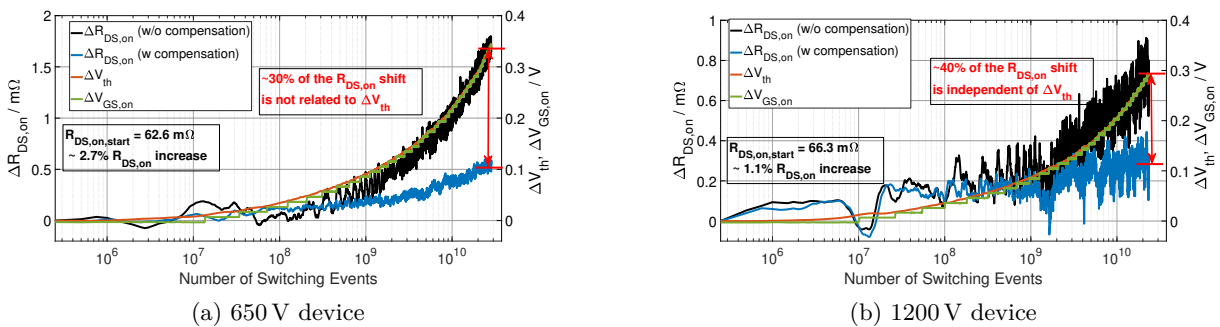 2
1.5
1
0.5
0
ΔR_DS,on / mΩ
0.4
0.3
0.2
0.1
0
ΔV_th, ΔV_GS,on / V
ΔR_DS,on (w/o compensation)
ΔR_DS,on (w compensation)
ΔV_th
ΔV_GS,on
~30% of the R_DS,on shift
is not related to ΔV_th
R_DS,on,start = 62.6 mΩ
~ 2.7% R_DS,on increase
10^6 10^7 10^8 10^9 10^10
Number of Switching Events
(a) 650 V device
1
0.8
0.6
0.4
0.2
0
ΔR_DS,on / mΩ
0.4
0.3
0.2
0.1
0
ΔV_th, ΔV_GS,on / V
ΔR_DS,on (w/o compensation)
ΔR_DS,on (w compensation)
ΔV_th
ΔV_GS,on
~40% of the R_DS,on shift
is independent of ΔV_th
R_DS,on,start = 66.3 mΩ
~ 1.1% R_DS,on increase
10^6 10^7 10^8 10^9 10^10
Number of Switching Events
(b) 1200 V device